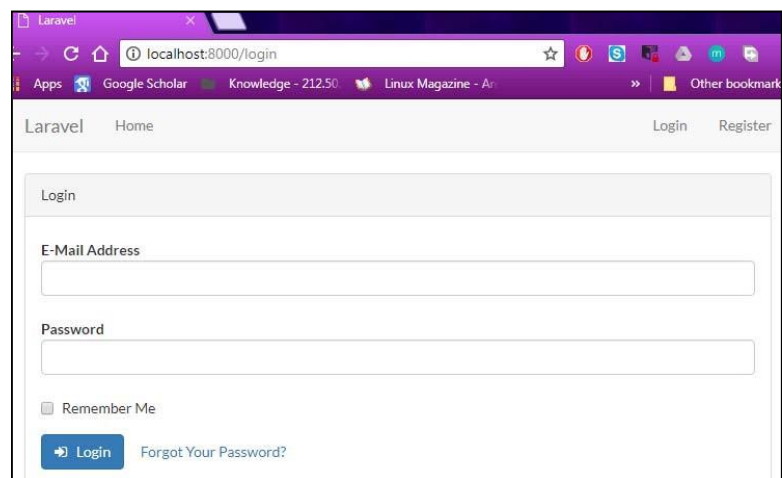 Laravel
localhost:8000/login
Apps Google Scholar Knowledge - 212.50. Linux Magazine - An » Other bookmark
Laravel Home Login Register
Login
E-Mail Address
Password
Remember Me
Login Forgot Your Password?